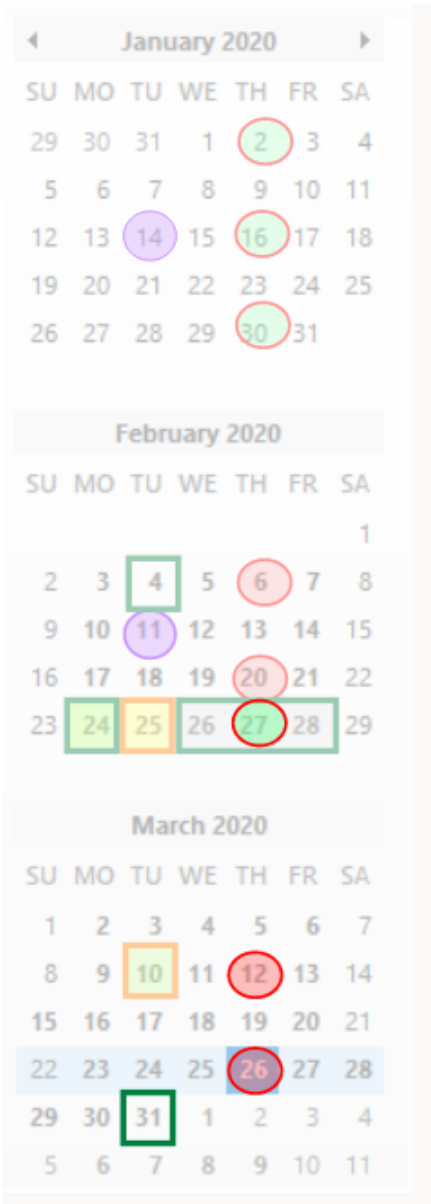 January 2020
SU MO TU WE TH FR SA
29 30 31 1 2 3 4
5 6 7 8 9 10 11
12 13 14 15 16 17 18
19 20 21 22 23 24 25
26 27 28 29 30 31
February 2020
SU MO TU WE TH FR SA
1
2 3 4 5 6 7 8
9 10 11 12 13 14 15
16 17 18 19 20 21 22
23 24 25 26 27 28 29
March 2020
SU MO TU WE TH FR SA
1 2 3 4 5 6 7
8 9 10 11 12 13 14
15 16 17 18 19 20 21
22 23 24 25 26 27 28
29 30 31 1 2 3 4
5 6 7 8 9 10 11